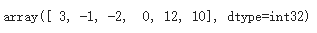 array([ 3, -1, -2,  0, 12, 10], dtype=int32)